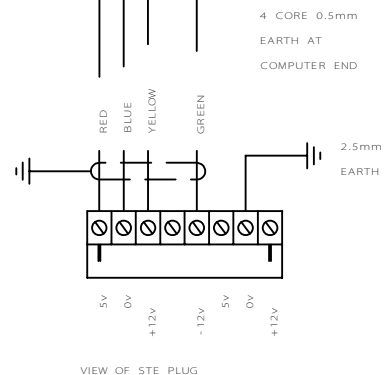 4 CORE 0.5mm
EARTH AT
COMPUTER END
RED
BLUE
YELLOW
GREEN
2.5mm
EARTH
5v
0v
+12v
-12v
5v
0v
+12v
VIEW OF STE PLUG